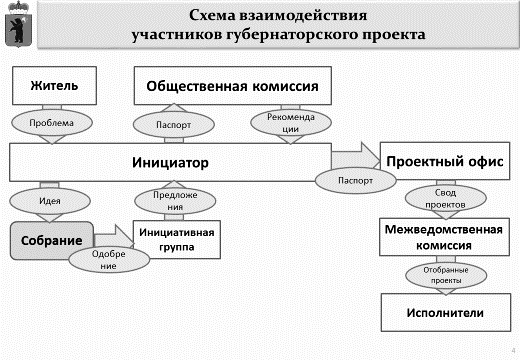 Схема взаимодействия
участников губернаторского проекта
Житель
Общественная комиссия
Проблема
Паспорт
Рекоменда
ции
Инициатор
Проектный офис
Паспорт
Идея
Предложе
ния
Свод
проектов
Собрание
Одобре
ние
Инициативная
группа
Межведомственная
комиссия
Отобранные
проекты
Исполнители
4